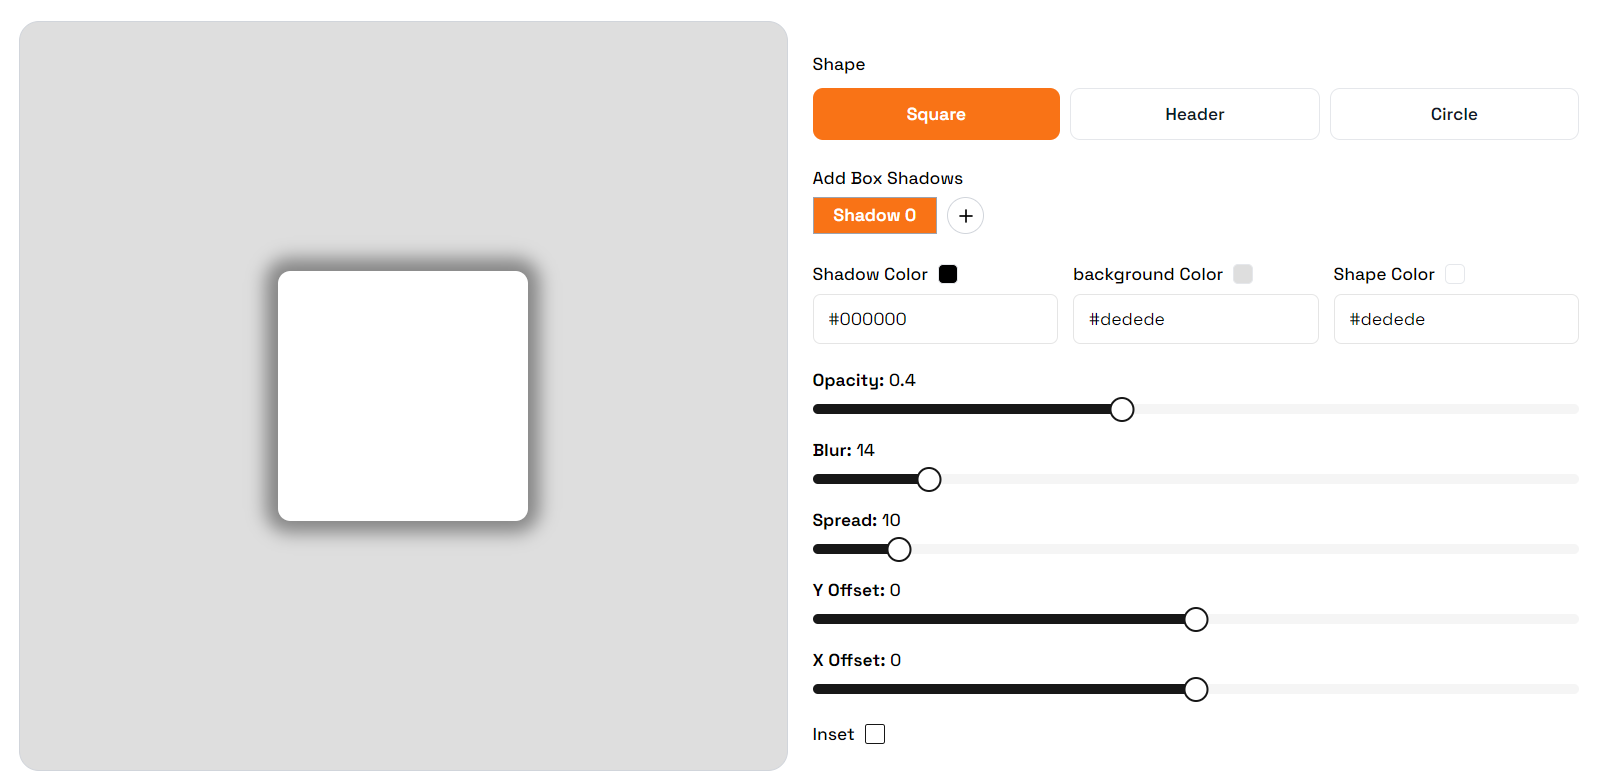 Shape
Square Header Circle
Add Box Shadows
Shadow 0 +
Shadow Color background Color Shape Color
#000000 #dedede #dedede
Opacity: 0.4
Blur: 14
Spread: 10
Y Offset: 0
X Offset: 0
Inset